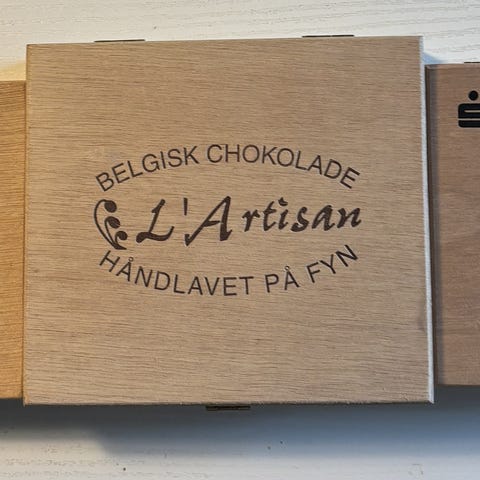 BELGISK CHOKOLADE
L'Artisan
HÅNDLAVET PÅ FYN